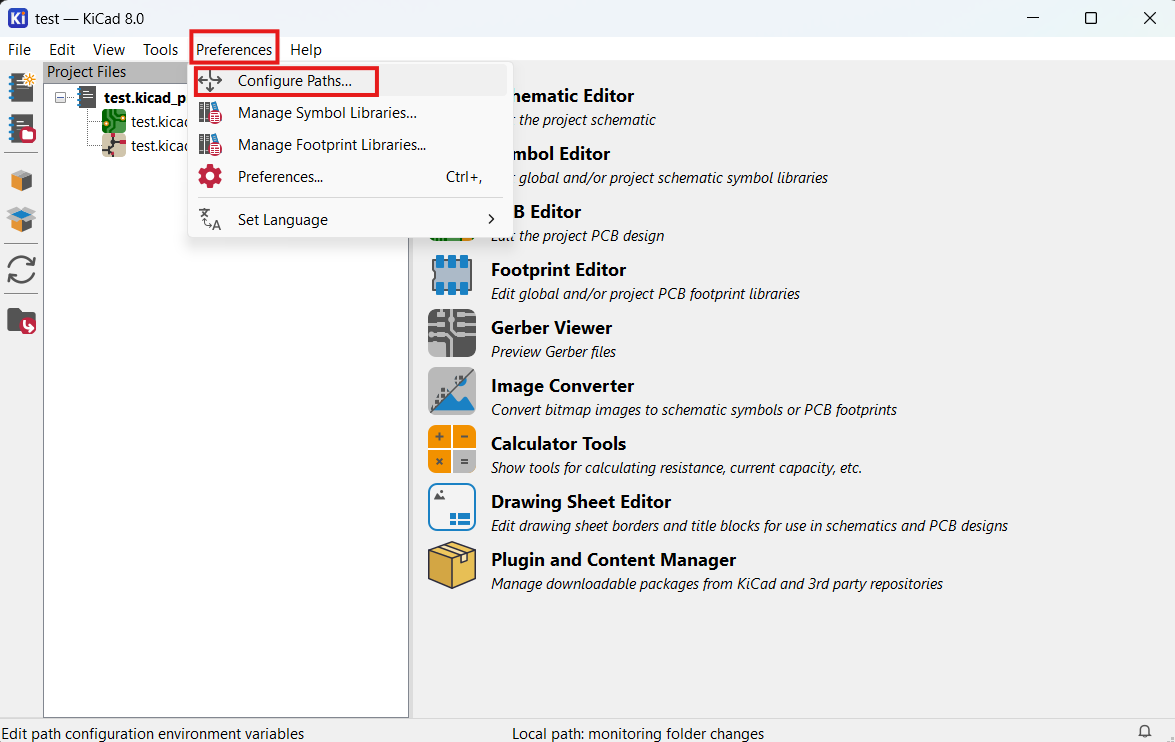 test — KiCad 8.0
File Edit View Tools Preferences Help
Project Files
test.kicad_p
test.kicad
test.kicad
Configure Paths...
Manage Symbol Libraries...
Manage Footprint Libraries...
Preferences... Ctrl+,
Set Language
hematic Editor
the project schematic
mbol Editor
global and/or project schematic symbol libraries
B Editor
Edit the project PCB design
Footprint Editor
Edit global and/or project PCB footprint libraries
Gerber Viewer
Preview Gerber files
Image Converter
Convert bitmap images to schematic symbols or PCB footprints
Calculator Tools
Show tools for calculating resistance, current capacity, etc.
Drawing Sheet Editor
Edit drawing sheet borders and title blocks for use in schematics and PCB designs
Plugin and Content Manager
Manage downloadable packages from KiCad and 3rd party repositories
Edit path configuration environment variables
Local path: monitoring folder changes